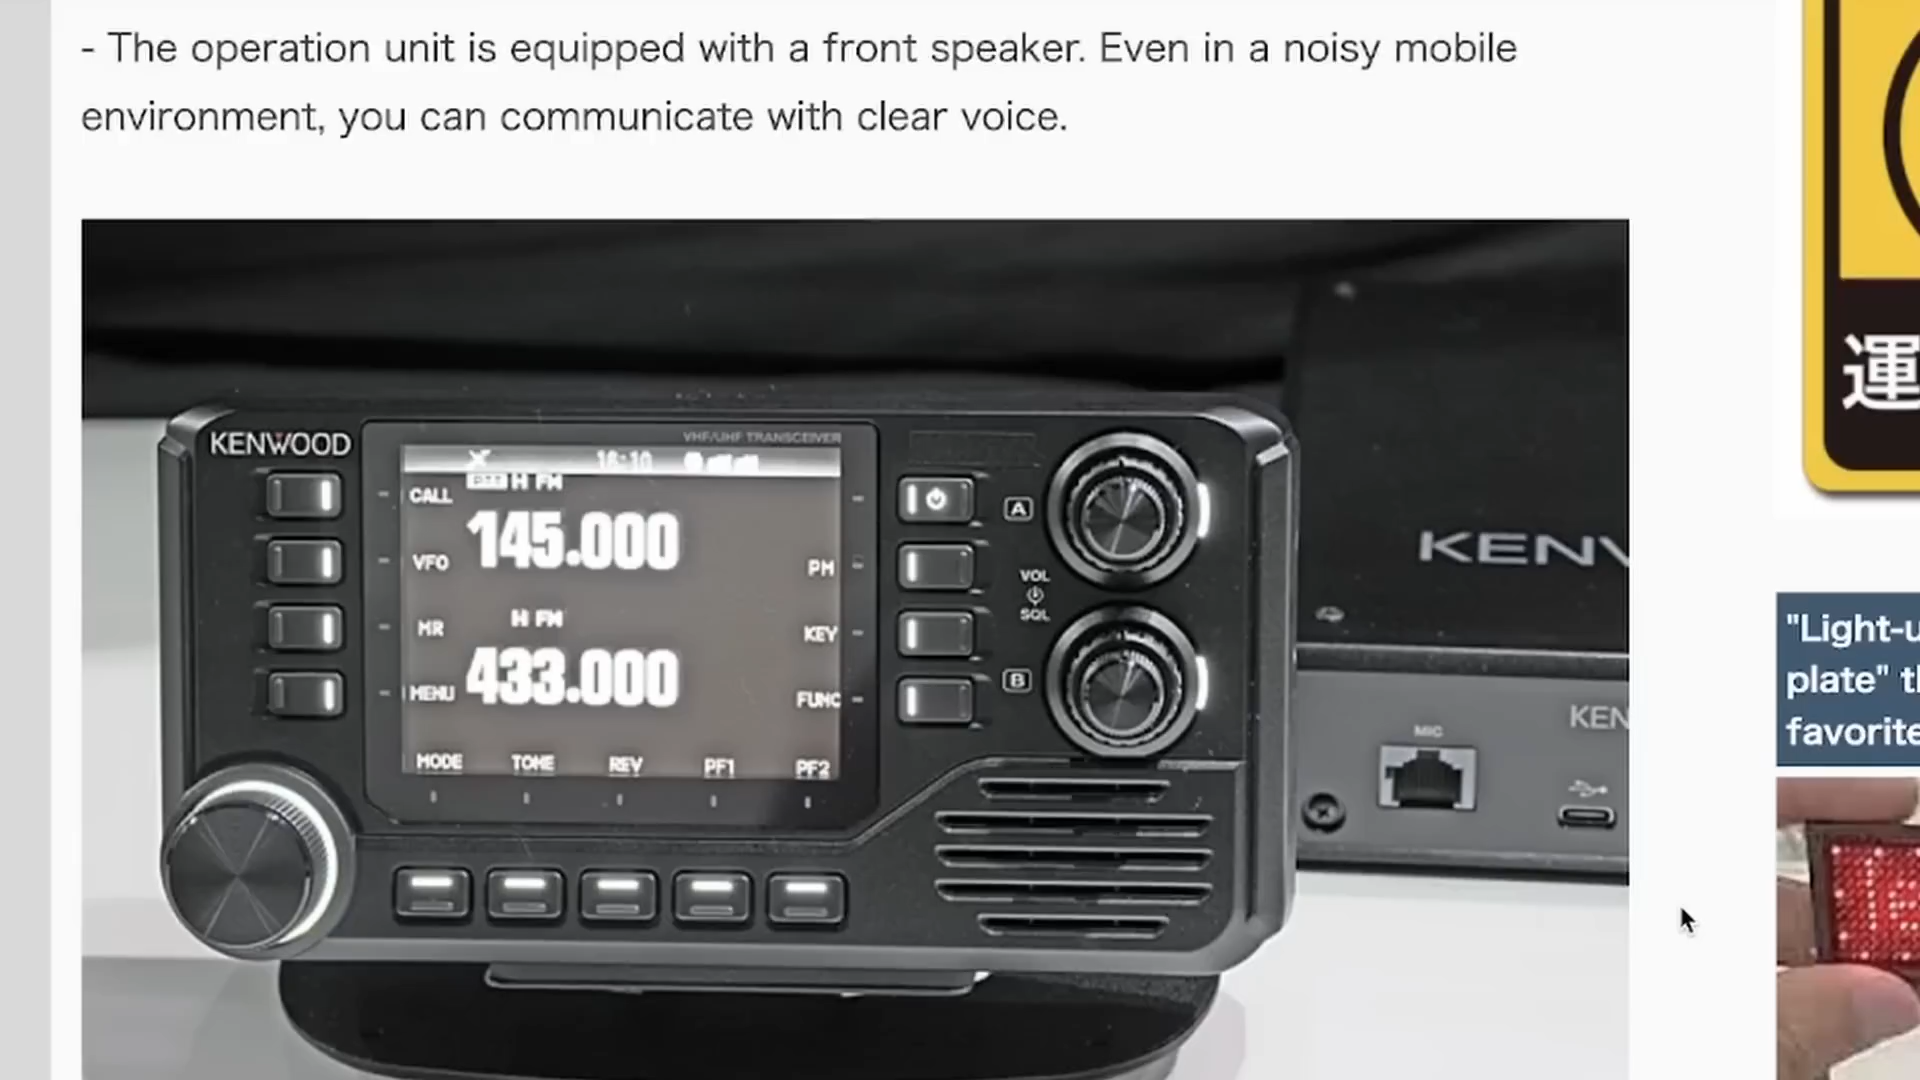 - The operation unit is equipped with a front speaker. Even in a noisy mobile
environment, you can communicate with clear voice.
運
KENWOOD
VHF/UHF TRANSCEIVER
16:10
H FM
CALL
145.000
A
VFO
PM
VOL
SQL
H FM
MR
KEY
433.000
B
MENU
FUNC
MODE TONE REV PF1 PF2
KENW
MIC
KEN
"Light-u
plate" th
favorite